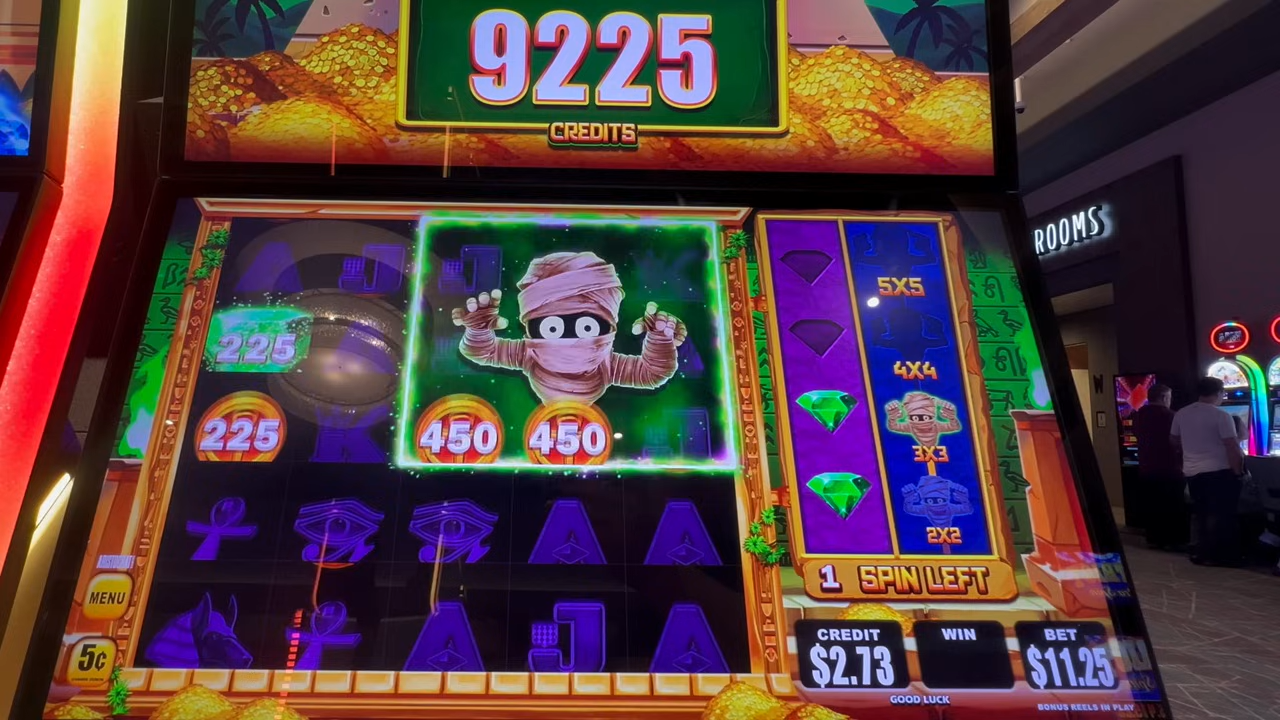 9225
CREDITS
ROOMS
J
J
225
225
K
450
450
A
A
A
J
A
5X5
4X4
3X3
2X2
1 SPIN LEFT
MENU
5¢
CREDIT
$2.73
WIN
BET
$11.25
GOOD LUCK
BONUS REELS IN PLAY